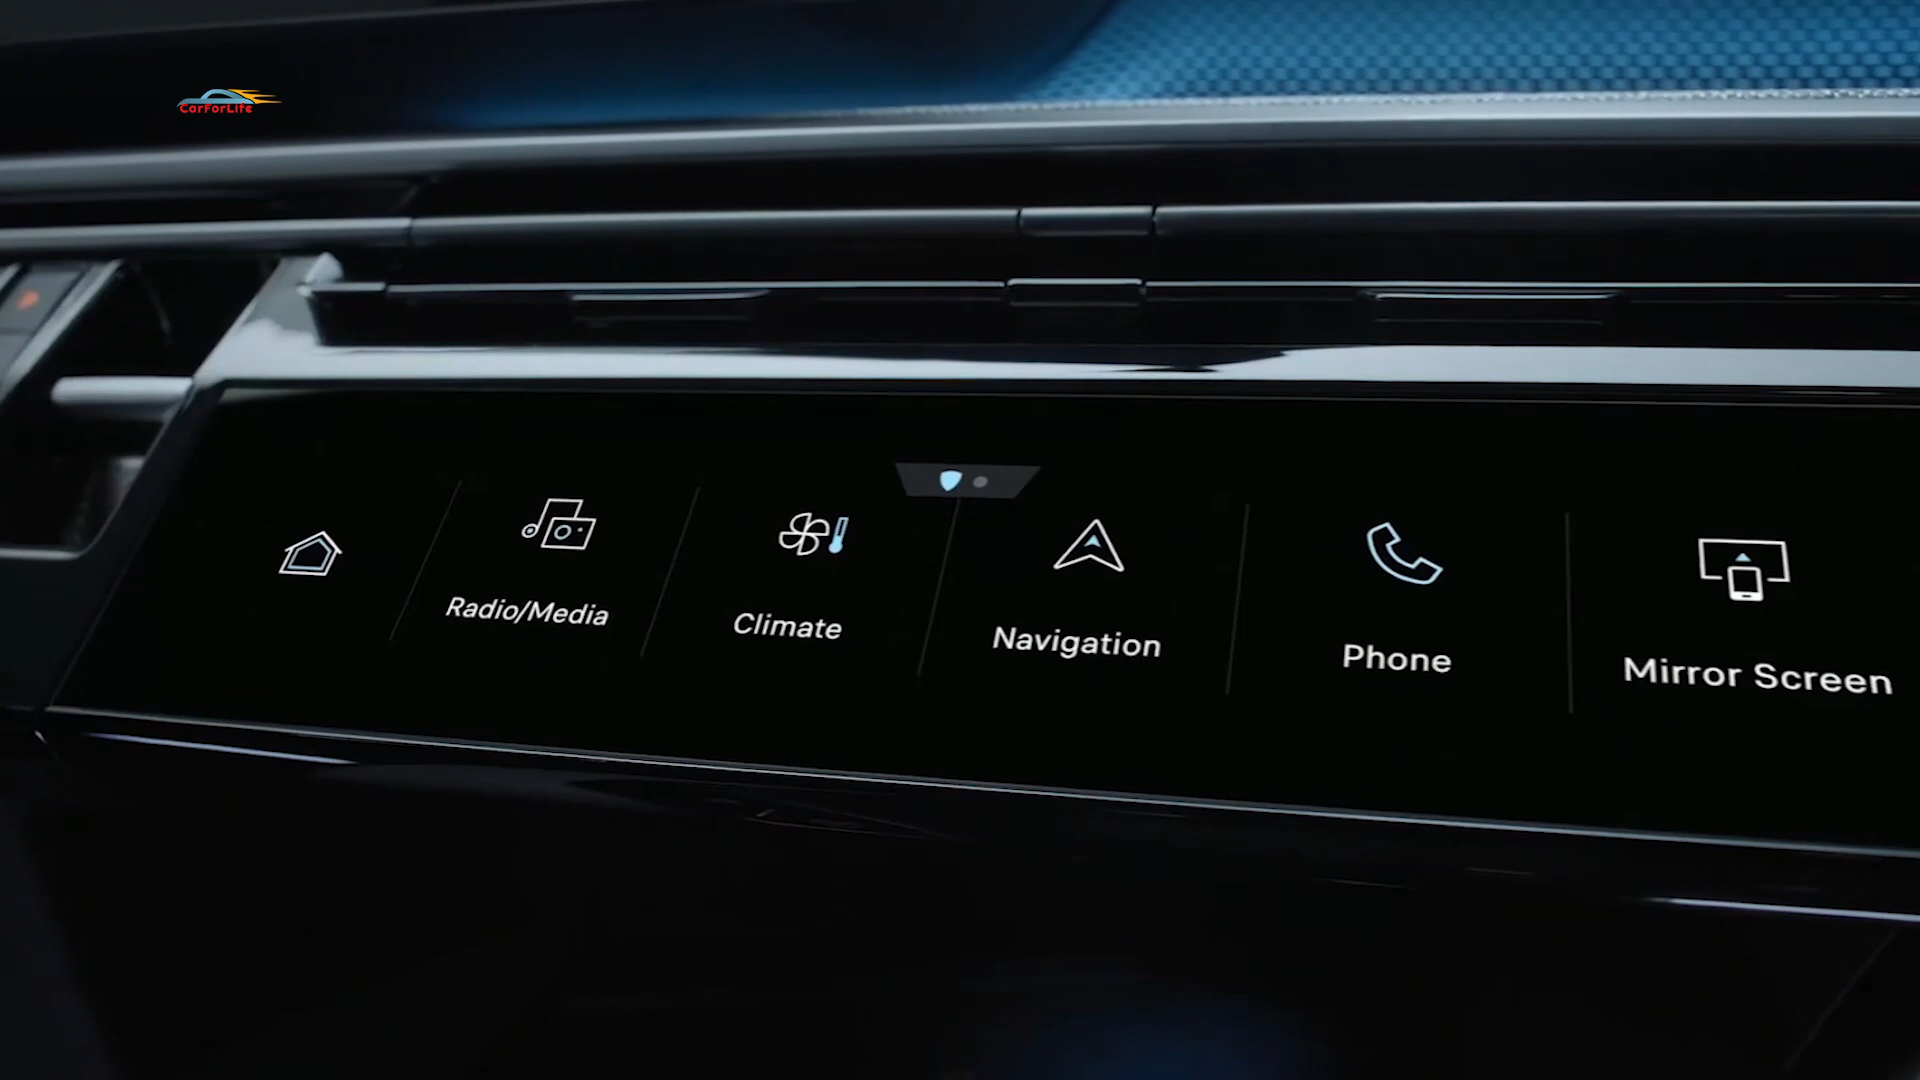 CarForLife
Radio/Media
Climate
Navigation
Phone
Mirror Screen